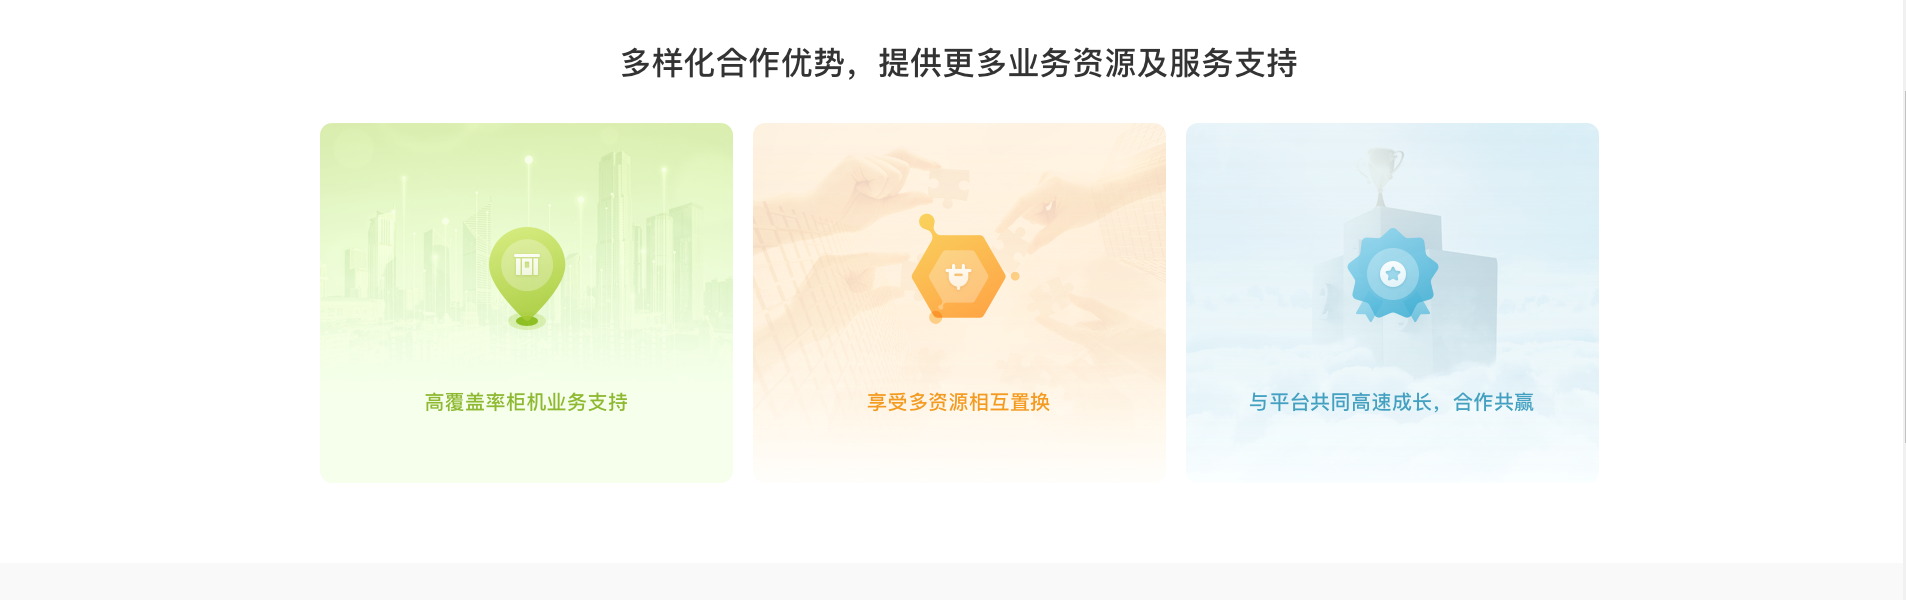 多样化合作优势，提供更多业务资源及服务支持
高覆盖率柜机业务支持
享受多资源相互置换
与平台共同高速成长，合作共赢